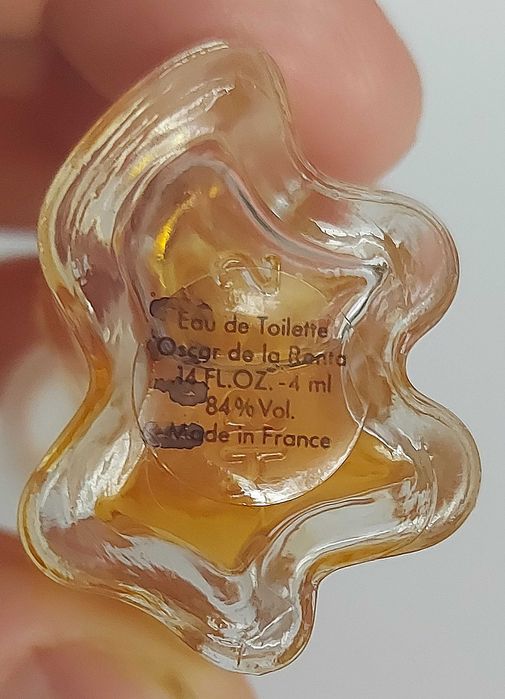 Eau de Toilette
Oscar de la Renta
.14 FL.OZ.-4 ml
84% Vol.
Made in France